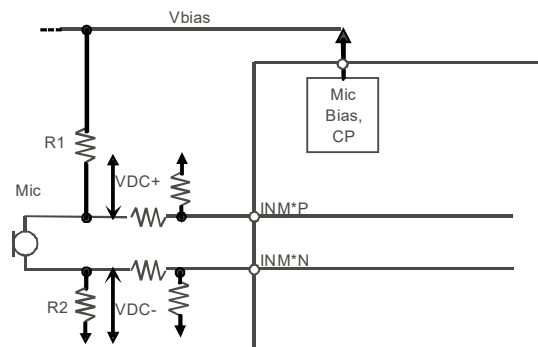 Vbias
Mic
Bias,
CP
R1
VDC+
Mic
INM*P
INM*N
R2
VDC-